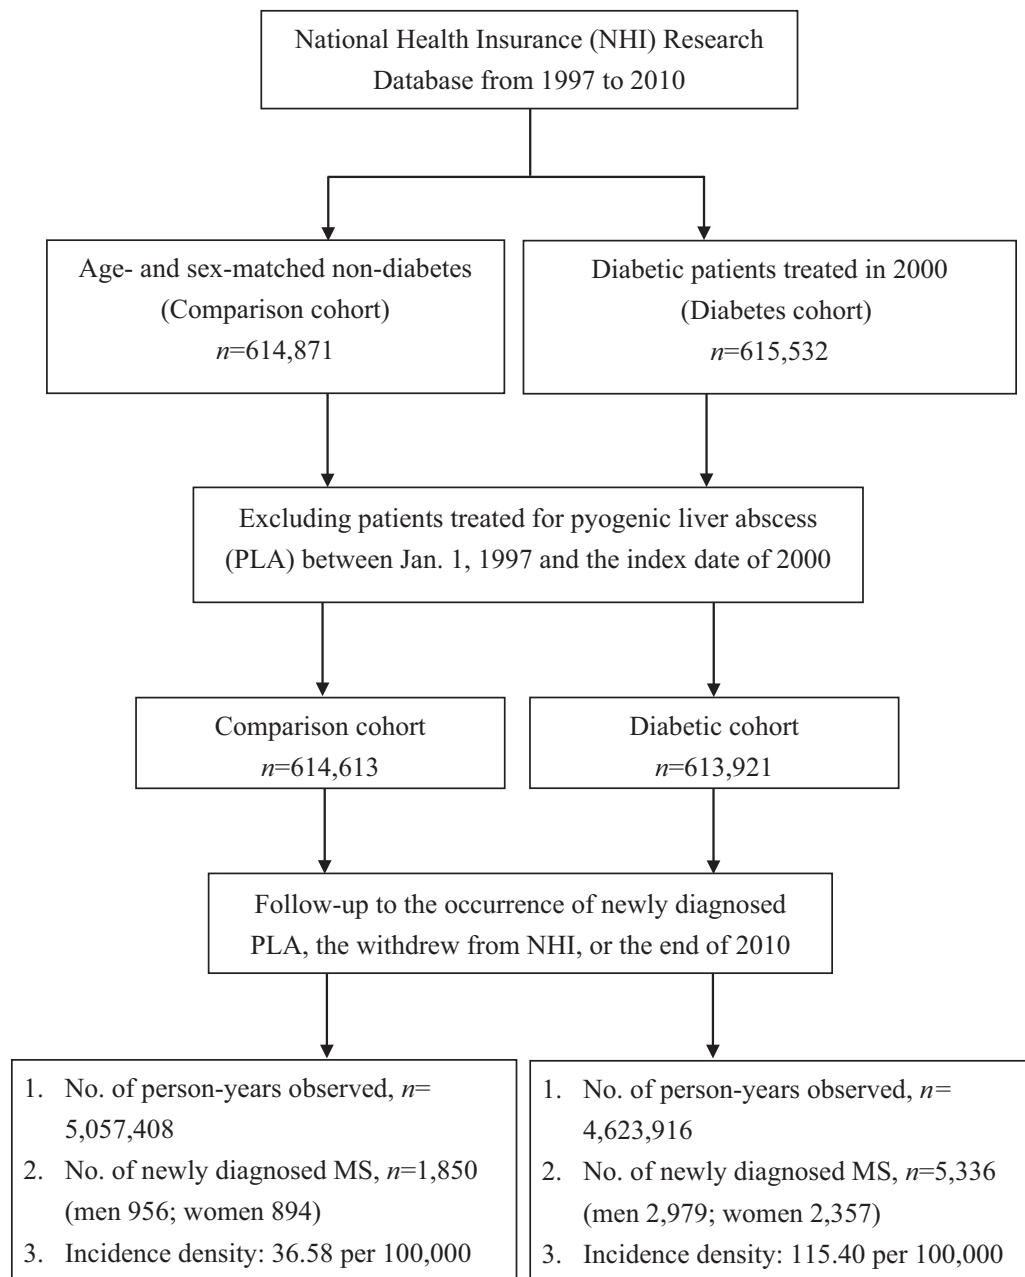 National Health Insurance (NHI) Research
Database from 1997 to 2010
Age- and sex-matched non-diabetes
(Comparison cohort)
n=614,871
Diabetic patients treated in 2000
(Diabetes cohort)
n=615,532
Excluding patients treated for pyogenic liver abscess
(PLA) between Jan. 1, 1997 and the index date of 2000
Comparison cohort
n=614,613
Diabetic cohort
n=613,921
Follow-up to the occurrence of newly diagnosed
PLA, the withdrew from NHI, or the end of 2010
1. No. of person-years observed, n=
5,057,408
2. No. of newly diagnosed MS, n=1,850
(men 956; women 894)
3. Incidence density: 36.58 per 100,000
1. No. of person-years observed, n=
4,623,916
2. No. of newly diagnosed MS, n=5,336
(men 2,979; women 2,357)
3. Incidence density: 115.40 per 100,000